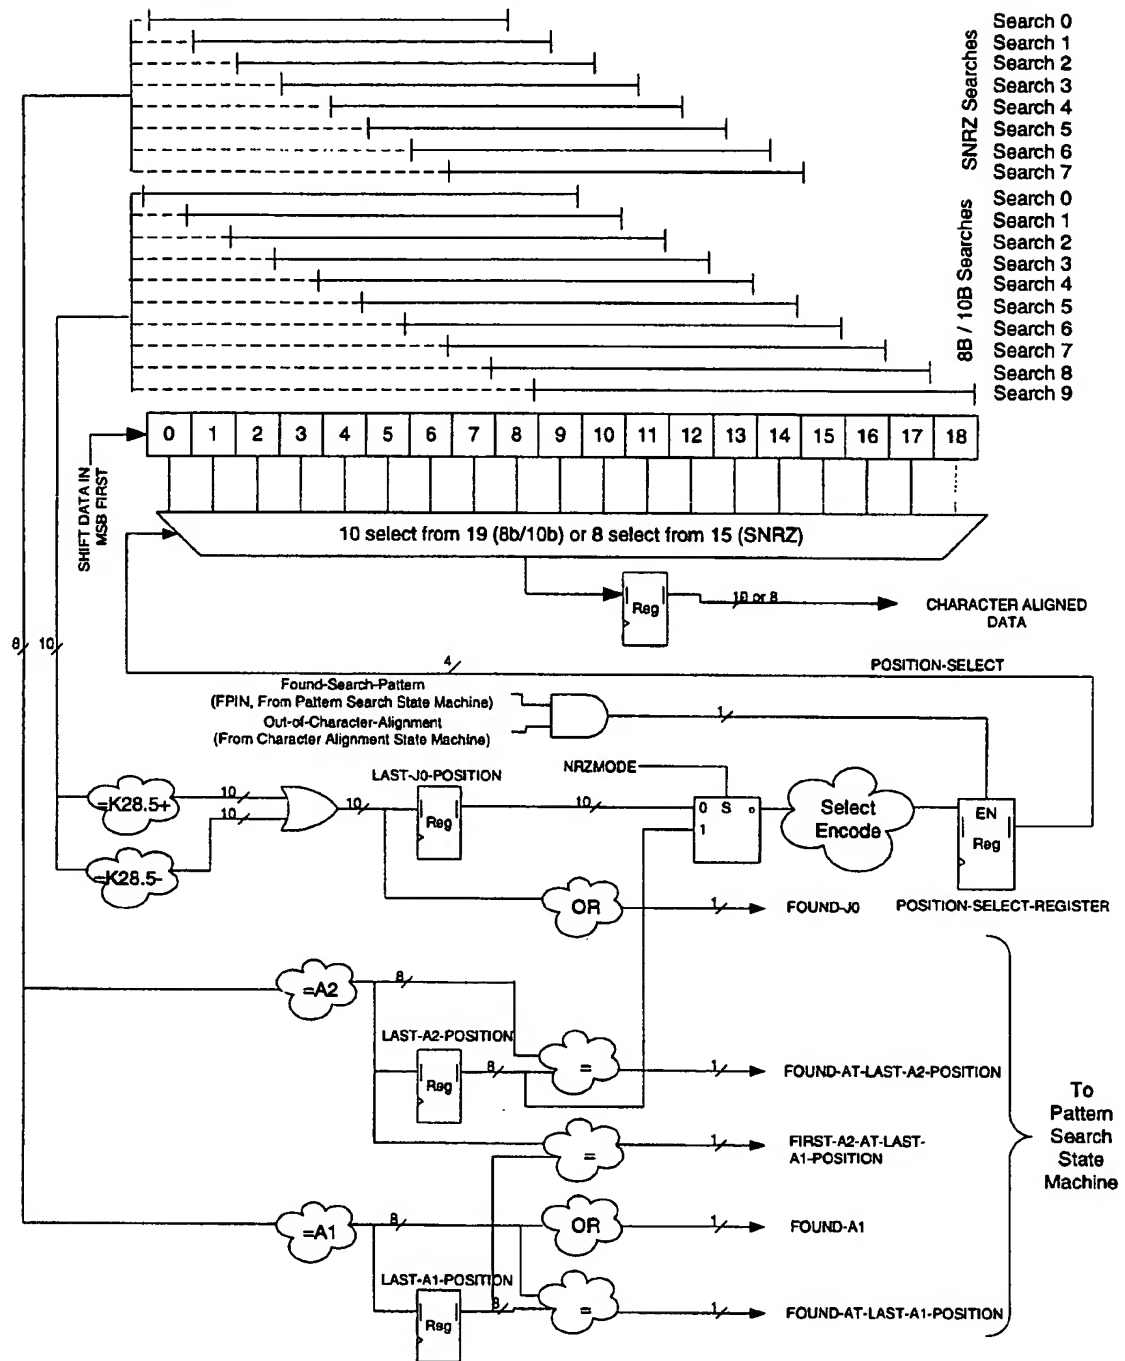 Search 0
Search 1
Search 2
Search 3
Search 4
Search 5
Search 6
Search 7
SNRZ Searches
Search 0
Search 1
Search 2
Search 3
Search 4
Search 5
Search 6
Search 7
Search 8
Search 9
8B / 10B Searches
0 1 2 3 4 5 6 7 8 9 10 11 12 13 14 15 16 17 18
SHIFT DATA IN
MSB FIRST
10 select from 19 (8b/10b) or 8 select from 15 (SNRZ)
Reg
10 or 8
CHARACTER ALIGNED
DATA
8
10
4
POSITION-SELECT
Found-Search-Pattern
(FPIN, From Pattern Search State Machine)
Out-of-Character-Alignment
(From Character Alignment State Machine)
1
LAST-J0-POSITION
NRZMODE
=K28.5+
10
10
10
Reg
10
0 S o
1
Select
Encode
EN
Reg
=K28.5-
OR
1
FOUND-J0
POSITION-SELECT-REGISTER
=A2
8
LAST-A2-POSITION
Reg
8
=
1
FOUND-AT-LAST-A2-POSITION
=
1
FIRST-A2-AT-LAST-
A1-POSITION
=A1
8
OR
1
FOUND-A1
LAST-A1-POSITION
Reg
8
=
1
FOUND-AT-LAST-A1-POSITION
To
Pattern
Search
State
Machine